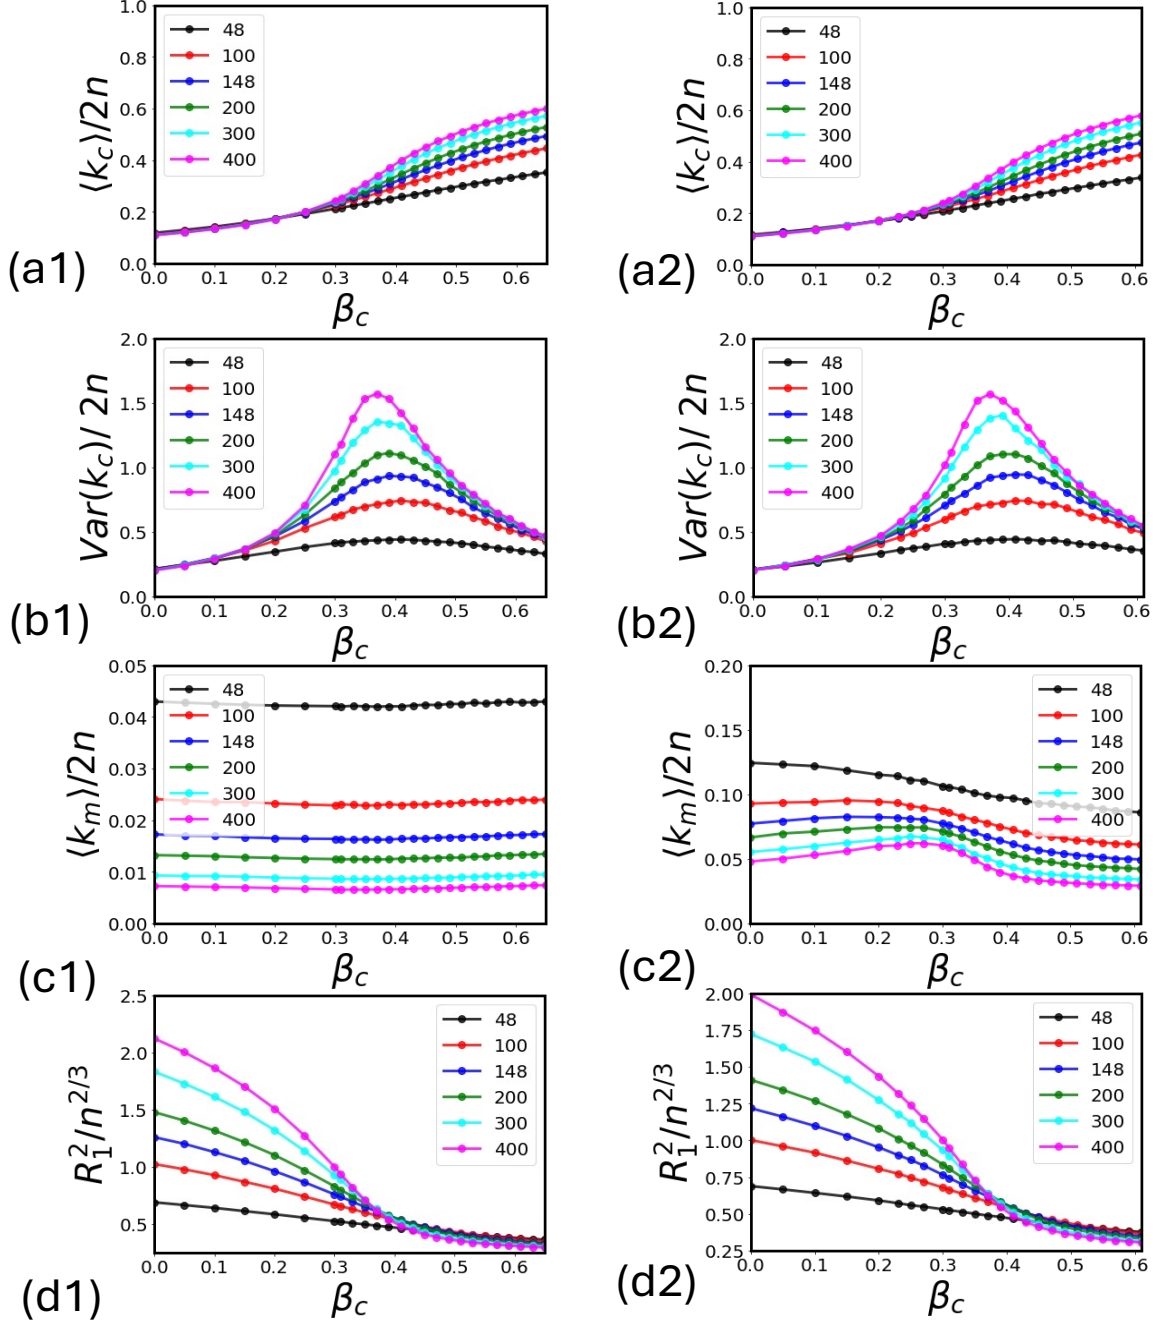 1.0
0.8
0.6
0.4
0.2
0.0
⟨k_c⟩/2n
48
100
148
200
300
400
0.0 0.1 0.2 0.3 0.4 0.5 0.6
β_c
(a1)
1.0
0.8
0.6
0.4
0.2
0.0
⟨k_c⟩/2n
48
100
148
200
300
400
0.0 0.1 0.2 0.3 0.4 0.5 0.6
β_c
(a2)
2.0
1.5
1.0
0.5
0.0
Var(k_c)/ 2n
48
100
148
200
300
400
0.0 0.1 0.2 0.3 0.4 0.5 0.6
β_c
(b1)
2.0
1.5
1.0
0.5
0.0
Var(k_c)/ 2n
48
100
148
200
300
400
0.0 0.1 0.2 0.3 0.4 0.5 0.6
β_c
(b2)
0.05
0.04
0.03
0.02
0.01
0.00
⟨k_m⟩/2n
48
100
148
200
300
400
0.0 0.1 0.2 0.3 0.4 0.5 0.6
β_c
(c1)
0.20
0.15
0.10
0.05
0.00
⟨k_m⟩/2n
48
100
148
200
300
400
0.0 0.1 0.2 0.3 0.4 0.5 0.6
β_c
(c2)
2.5
2.0
1.5
1.0
0.5
R_1^2/n^{2/3}
48
100
148
200
300
400
0.0 0.1 0.2 0.3 0.4 0.5 0.6
β_c
(d1)
2.00
1.75
1.50
1.25
1.00
0.75
0.50
0.25
R_1^2/n^{2/3}
48
100
148
200
300
400
0.0 0.1 0.2 0.3 0.4 0.5 0.6
β_c
(d2)